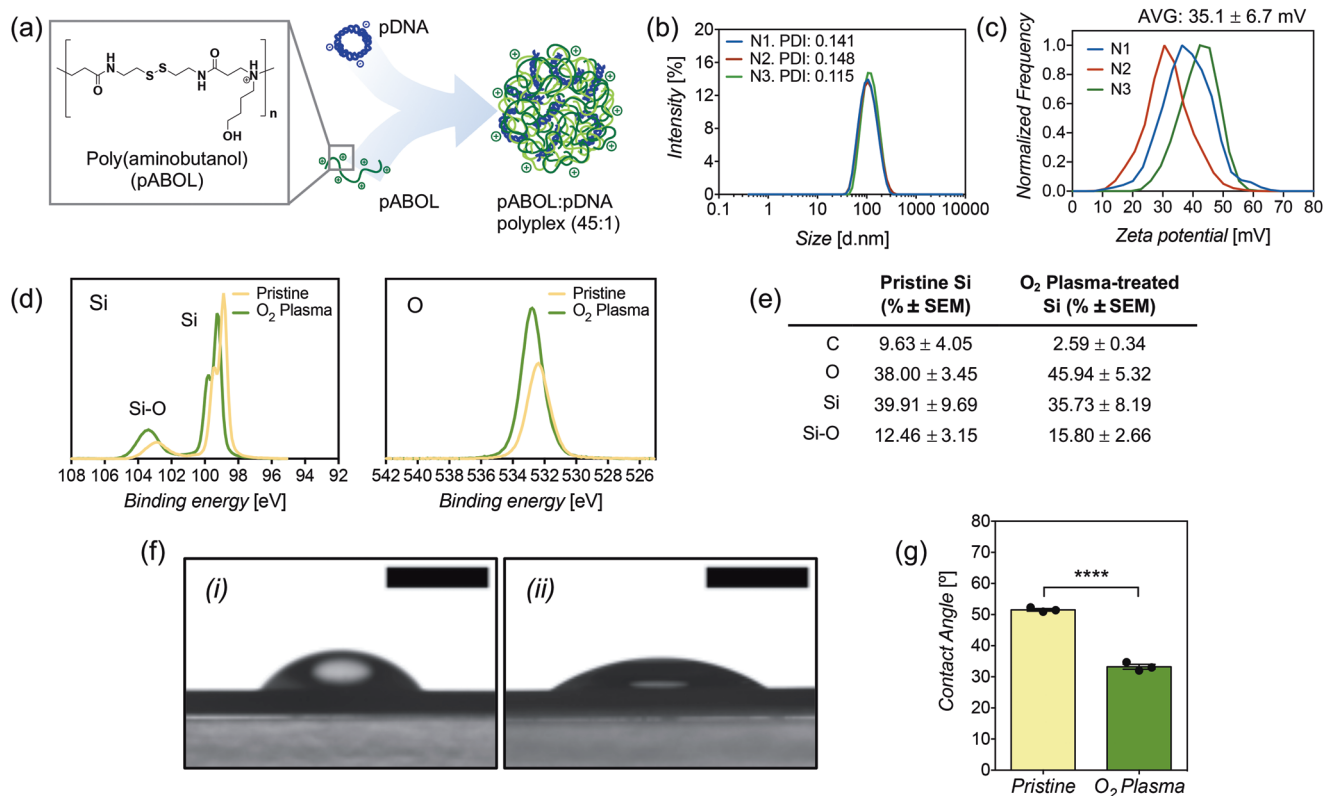 (a)
pDNA
O
H
N
S
S
N
H
O
NH
+
n
OH
Poly(aminobutanol)
(pABOL)
pABOL
pABOL:pDNA
polyplex (45:1)
(b)
Intensity [%]
20
16
12
8
4
0
N1. PDI: 0.141
N2. PDI: 0.148
N3. PDI: 0.115
0.1 1 10 100 1000 10000
Size [d.nm]
(c)
AVG: 35.1 ± 6.7 mV
Normalized Frequency
1.0
0.8
0.6
0.4
0.2
0.0
N1
N2
N3
0 10 20 30 40 50 60 70 80
Zeta potential [mV]
(d)
Si
Pristine
O2 Plasma
Si
Si-O
108 106 104 102 100 98 96 94 92
Binding energy [eV]
O
Pristine
O2 Plasma
542 540 538 536 534 532 530 528 526
Binding energy [eV]
(e)
Pristine Si (% ± SEM) O2 Plasma-treated Si (% ± SEM)
C 9.63 ± 4.05 2.59 ± 0.34
O 38.00 ± 3.45 45.94 ± 5.32
Si 39.91 ± 9.69 35.73 ± 8.19
Si-O 12.46 ± 3.15 15.80 ± 2.66
(f)
(i)
(ii)
(g)
Contact Angle [º]
80
70
60
50
40
30
20
10
0
****
Pristine O2 Plasma